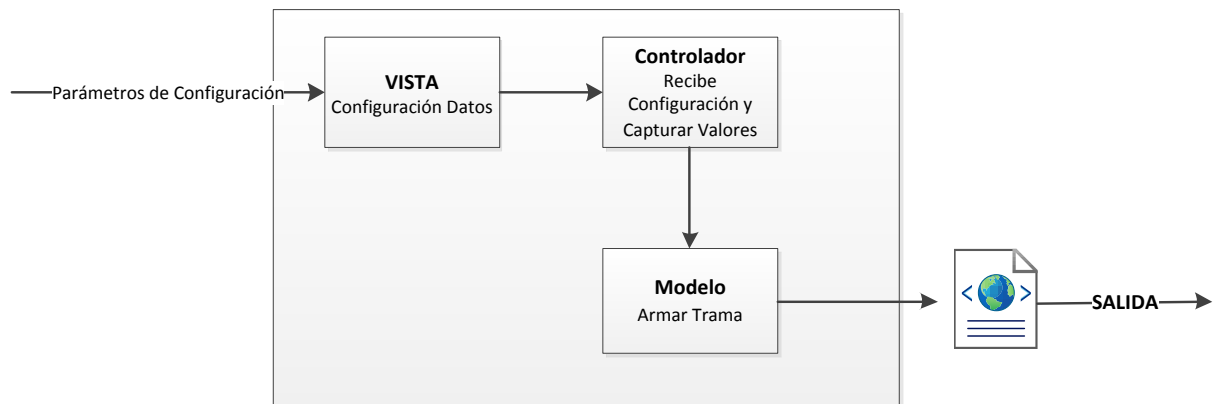 Parámetros de Configuración
VISTA
Configuración Datos
Controlador
Recibe
Configuración y
Capturar Valores
Modelo
Armar Trama
< >
SALIDA